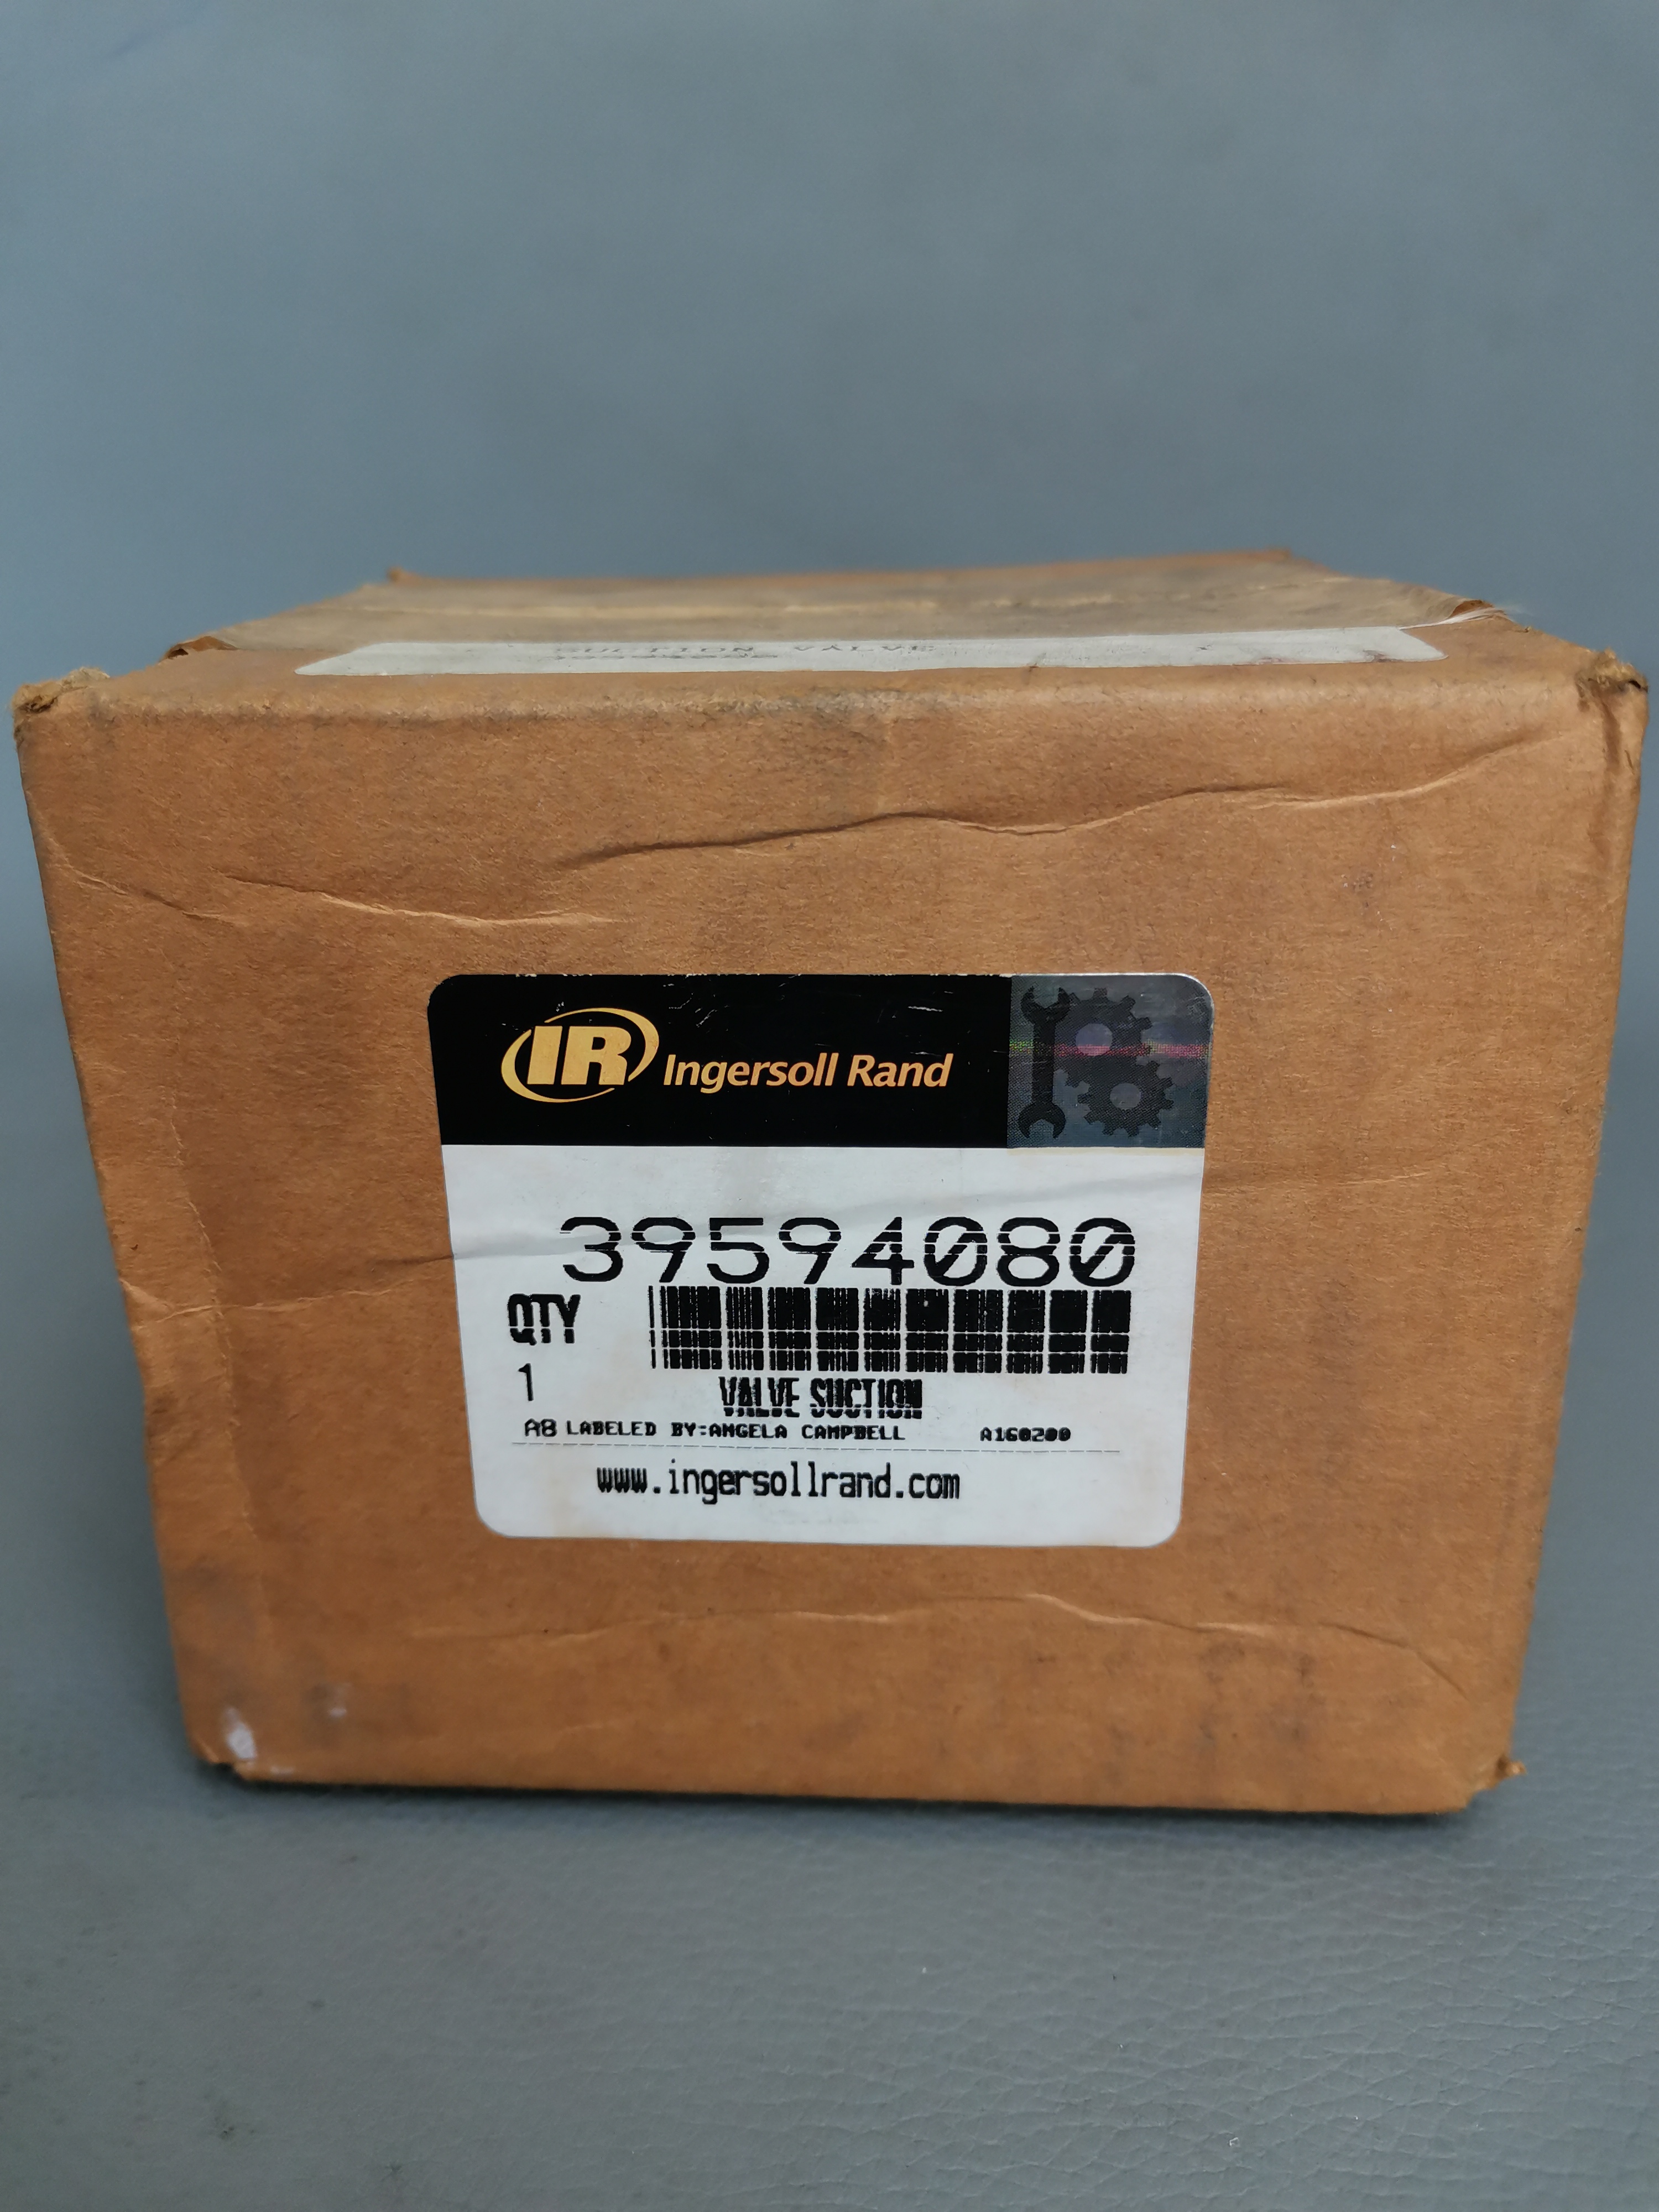 SUCTION VALVE
IR Ingersoll Rand
39594080
QTY
1
VALVE SUCTION
A8 LABELED BY:ANGELA CAMPBELL A160200
www.ingersollrand.com